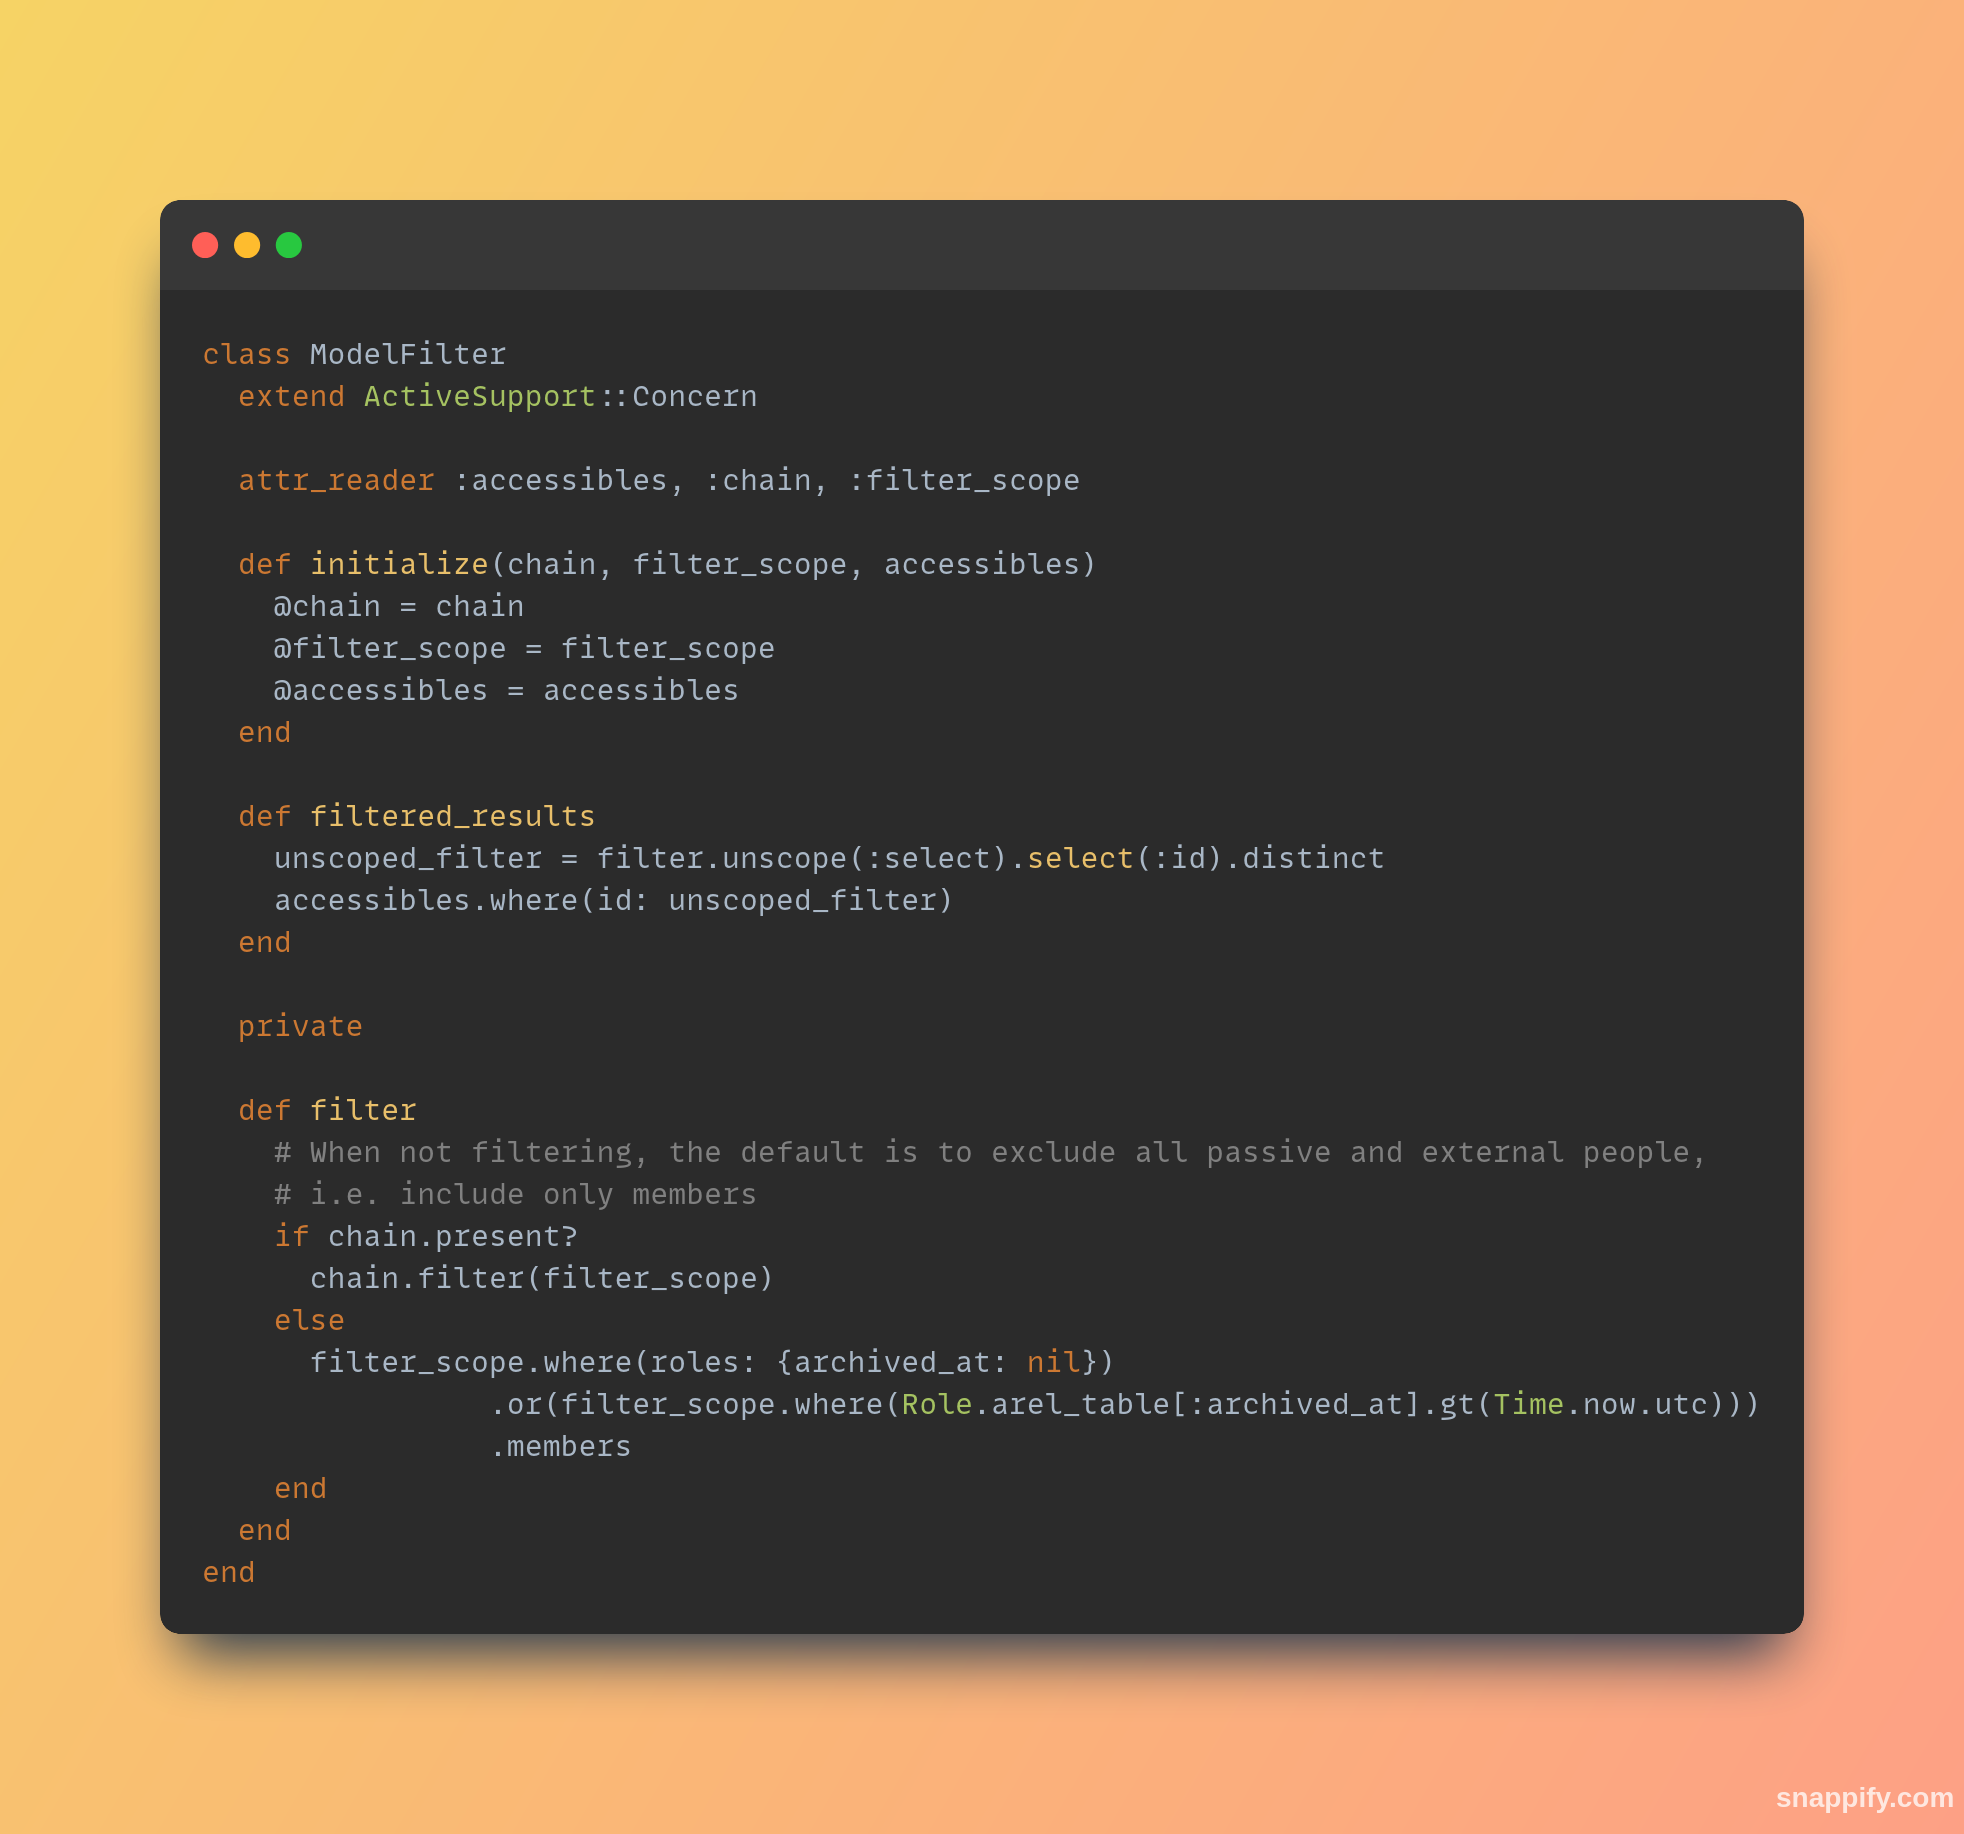 class ModelFilter
  extend ActiveSupport::Concern

  attr_reader :accessibles, :chain, :filter_scope

  def initialize(chain, filter_scope, accessibles)
    @chain = chain
    @filter_scope = filter_scope
    @accessibles = accessibles
  end

  def filtered_results
    unscoped_filter = filter.unscope(:select).select(:id).distinct
    accessibles.where(id: unscoped_filter)
  end

  private

  def filter
    # When not filtering, the default is to exclude all passive and external people,
    # i.e. include only members
    if chain.present?
      chain.filter(filter_scope)
    else
      filter_scope.where(roles: {archived_at: nil})
                .or(filter_scope.where(Role.arel_table[:archived_at].gt(Time.now.utc)))
                .members
    end
  end
end
snappify.com